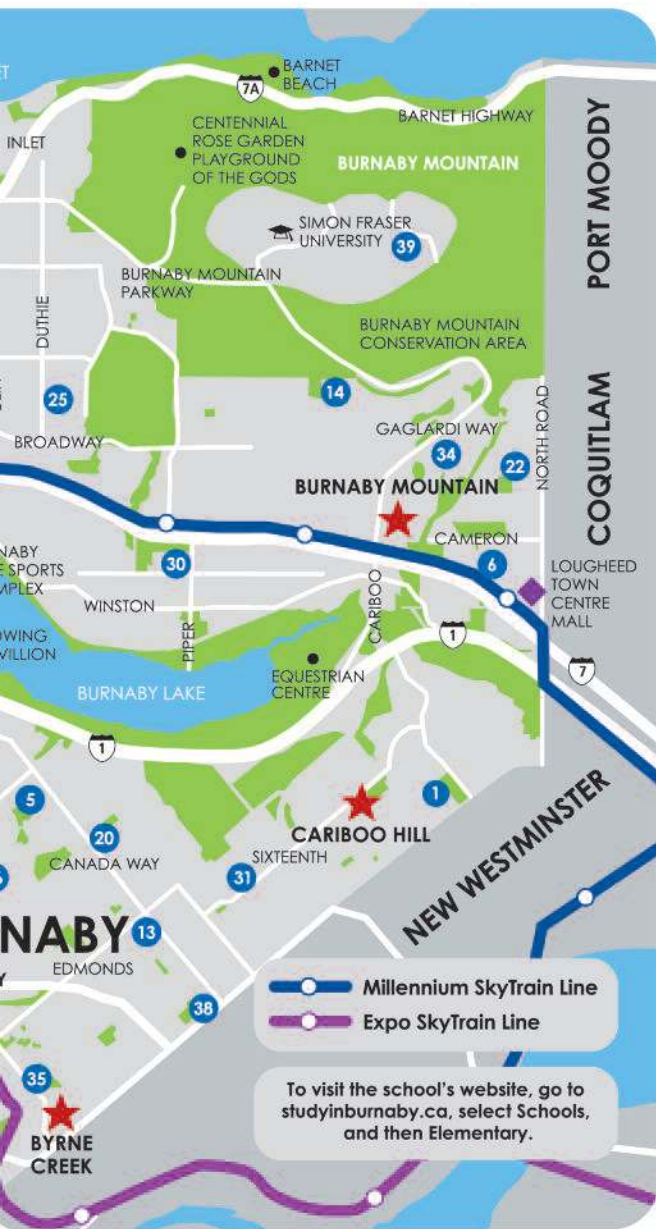 BARNET
BEACH
7A
BARNET HIGHWAY
INLET
CENTENNIAL
ROSE GARDEN
PLAYGROUND
OF THE GODS
BURNABY MOUNTAIN
PORT MOODY
SIMON FRASER
UNIVERSITY
39
BURNABY MOUNTAIN
PARKWAY
DUTHIE
BURNABY MOUNTAIN
CONSERVATION AREA
14
25
GAGLARDI WAY
NORTH ROAD
COQUITLAM
BROADWAY
34
22
BURNABY MOUNTAIN
CAMERON
NABY
E SPORTS
MPLEX
30
6
LOUGHEED
TOWN
CENTRE
MALL
WINSTON
CARIBOO
PIPER
OWING
VILLION
1
7
EQUESTRIAN
CENTRE
BURNABY LAKE
1
5
1
CARIBOO HILL
20
CANADA WAY
SIXTEENTH
31
NEW WESTMINSTER
NABY
13
EDMONDS
38
Millennium SkyTrain Line
Expo SkyTrain Line
35
To visit the school's website, go to
studyinburnaby.ca, select Schools,
and then Elementary.
BYRNE
CREEK